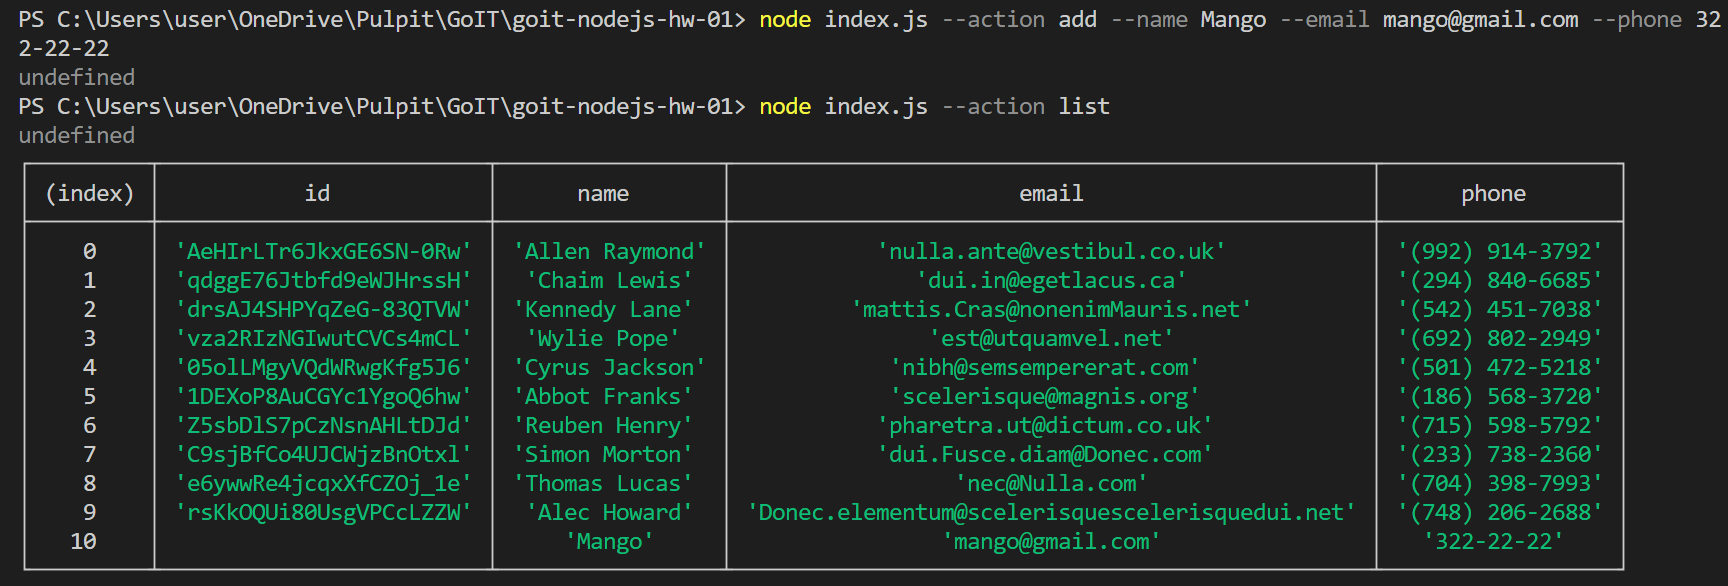 PS C:\Users\user\OneDrive\Pulpit\GoIT\goit-nodejs-hw-01> node index.js --action add --name Mango --email mango@gmail.com --phone 32
2-22-22
undefined
PS C:\Users\user\OneDrive\Pulpit\GoIT\goit-nodejs-hw-01> node index.js --action list
undefined
(index) id name email phone
0 'AeHIrLTr6JkxGE6SN-0Rw' 'Allen Raymond' 'nulla.ante@vestibul.co.uk' '(992) 914-3792'
1 'qdggE76Jtbfd9eWJHrssH' 'Chaim Lewis' 'dui.in@egetlacus.ca' '(294) 840-6685'
2 'drsAJ4SHPYqZeG-83QTVW' 'Kennedy Lane' 'mattis.Cras@nonenimMauris.net' '(542) 451-7038'
3 'vza2RIzNGIwutCVCs4mCL' 'Wylie Pope' 'est@utquamvel.net' '(692) 802-2949'
4 '05olLMgyVQdWRwgKfg5J6' 'Cyrus Jackson' 'nibh@semsempererat.com' '(501) 472-5218'
5 '1DEXoP8AuCGYc1YgoQ6hw' 'Abbot Franks' 'scelerisque@magnis.org' '(186) 568-3720'
6 'Z5sbDlS7pCzNsnAHLtDJd' 'Reuben Henry' 'pharetra.ut@dictum.co.uk' '(715) 598-5792'
7 'C9sjBfCo4UJCWjzBnOtxl' 'Simon Morton' 'dui.Fusce.diam@Donec.com' '(233) 738-2360'
8 'e6ywwRe4jcqxXfCZOj_1e' 'Thomas Lucas' 'nec@Nulla.com' '(704) 398-7993'
9 'rsKkOQUi80UsgVPCcLZZW' 'Alec Howard' 'Donec.elementum@scelerisquescelerisquedui.net' '(748) 206-2688'
10 'Mango' 'mango@gmail.com' '322-22-22'